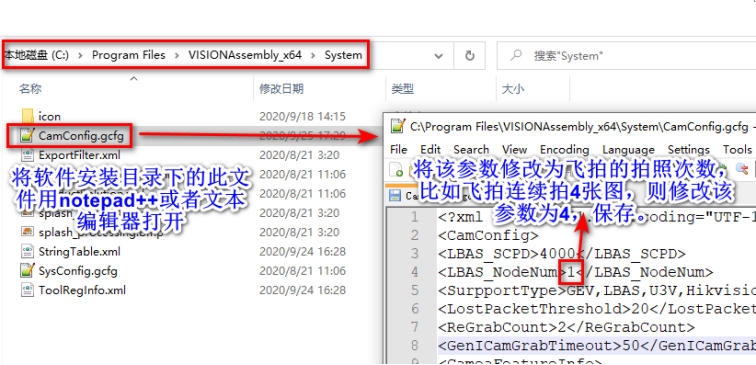 本地磁盘 (C:) > Program Files > VISIONAssembly_x64 > System
搜索"System"
名称 修改日期 类型 大小
icon 2020/9/18 14:15
CamConfig.gcfg 2020/9/25 17:29
ExportFilter.xml 2020/8/21 3:20
2020/8/21 11:06
2020/8/21 11:06
2020/8/21 3:20
2020/8/21 3:20
StringTable.xml 2020/9/24 16:28
SysConfig.gcfg 2020/8/21 11:06
ToolRegInfo.xml 2020/9/24 16:28
将软件安装目录下的此文
件用notepad++或者文本
编辑器打开
C:\Program Files\VISIONAssembly_x64\System\CamConfig.gcfg -
File Edit Search View Encoding Language Settings Tools
将该参数修改为飞拍的拍照次数，
比如飞拍连续拍4张图，则修改该
参数为4，保存。
1 <?xml coding="UTF-1
2 <CamConfig>
3 <LBAS_SCPD>4000</LBAS_SCPD>
4 <LBAS_NodeNum>1</LBAS_NodeNum>
5 <SurpportType>GEV,LBAS,U3V,Hikvisio
6 <LostPacketThreshold>20</LostPacket
7 <ReGrabCount>2</ReGrabCount>
8 <GenICamGrabTimeout>50</GenICamGrab